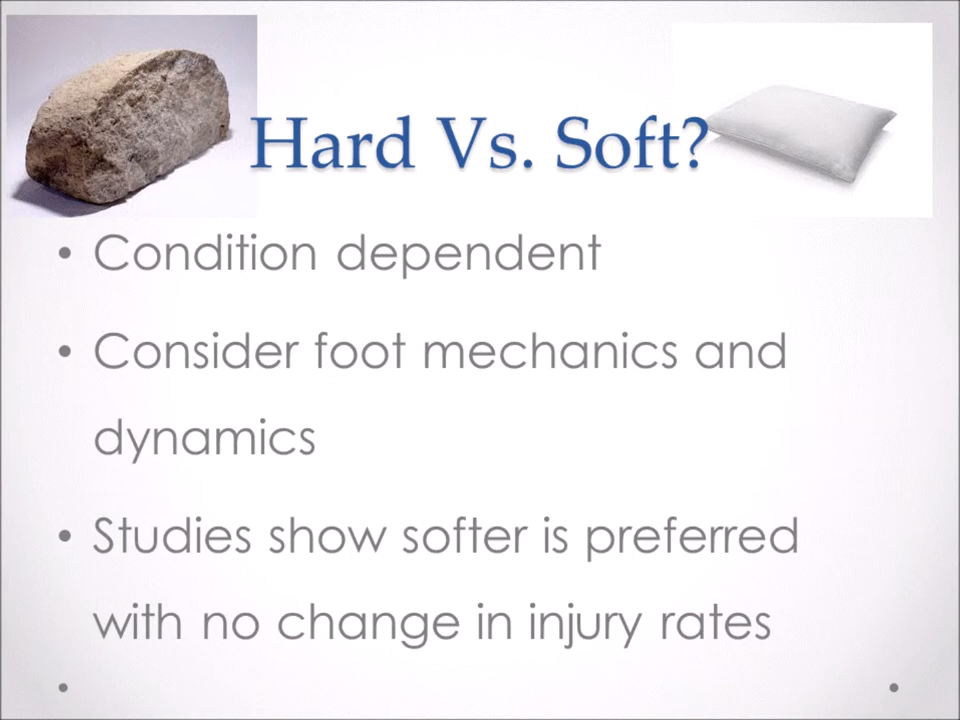 Hard Vs. Soft?
• Condition dependent
• Consider foot mechanics and
dynamics
• Studies show softer is preferred
with no change in injury rates